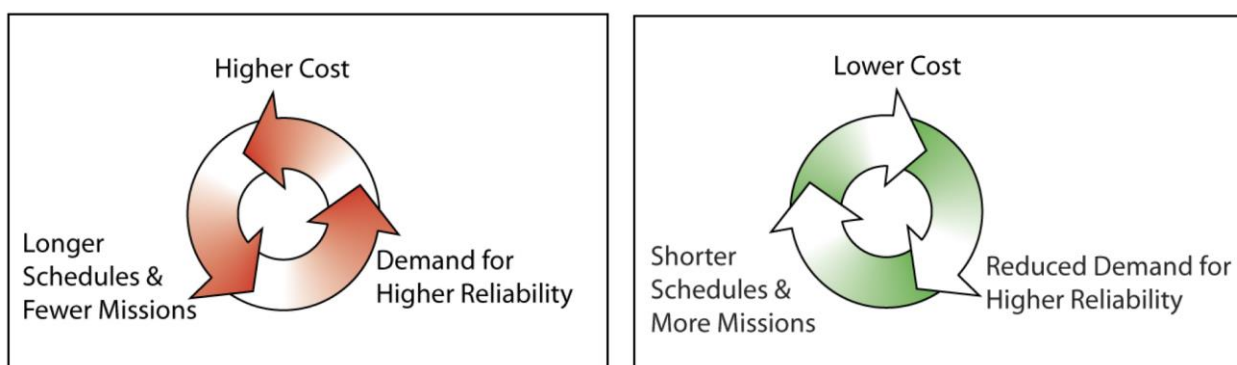 Higher Cost
Longer
Schedules &
Fewer Missions
Demand for
Higher Reliability
Lower Cost
Shorter
Schedules &
More Missions
Reduced Demand for
Higher Reliability